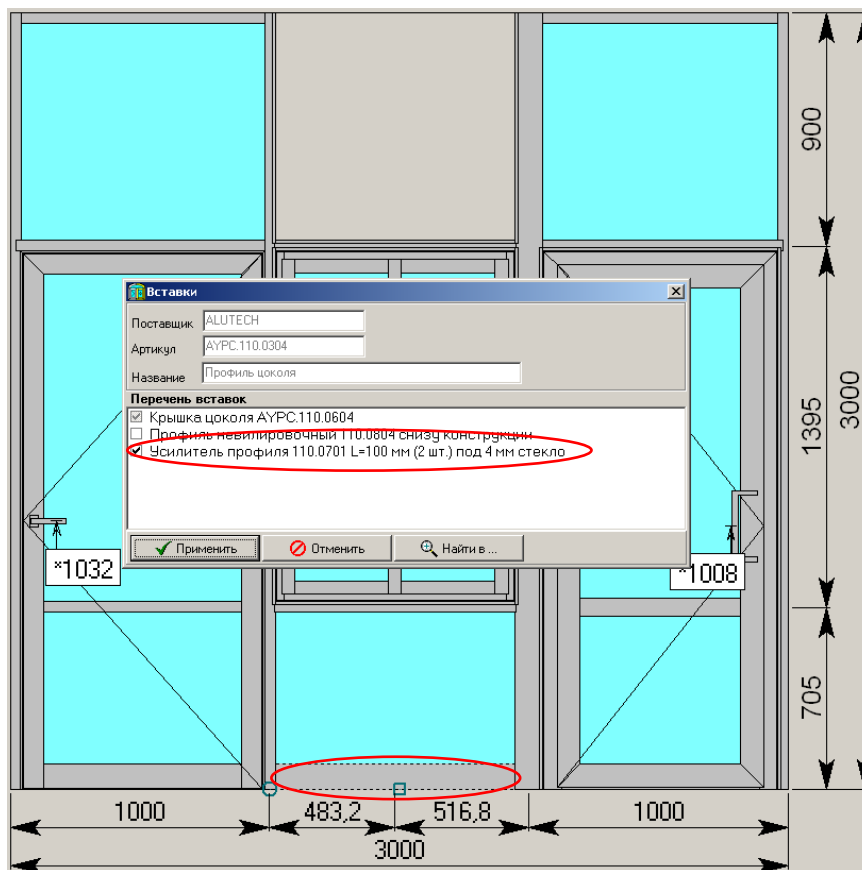 900
Вставки
Поставщик ALUTECH
Артикул AYPC.110.0304
Название Профиль цоколя
Перечень вставок
Крышка цоколя AYPC.110.0604
Профиль невилировочный 110.0804 снизу конструкции
Усилитель профиля 110.0701 L=100 мм (2 шт.) под 4 мм стекло
Применить Отменить Найти в ...
1395
3000
*1032
*1008
705
1000 483,2 516,8 1000
3000